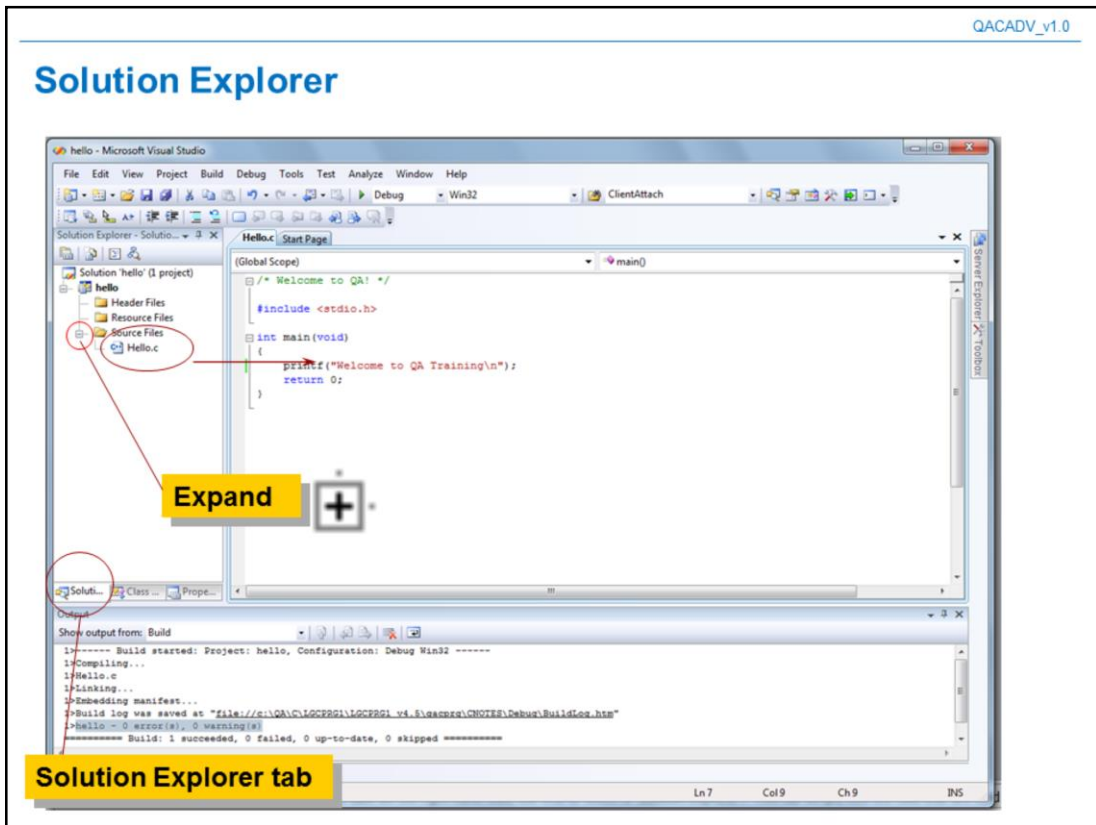 QACADV_v1.0
Solution Explorer
hello - Microsoft Visual Studio
File Edit View Project Build Debug Tools Test Analyze Window Help
Debug Win32 ClientAttach
Solution Explorer - Solutio...
Hello.c Start Page
(Global Scope) main()
Solution 'hello' (1 project)
hello
Header Files
Resource Files
Source Files
Hello.c
/* Welcome to QA! */
#include <stdio.h>
int main(void)
{
printf("Welcome to QA Training\n");
return 0;
}
Server Explorer
Toolbox
Expand
Soluti... Class ... Prope...
Output
Show output from: Build
1>------ Build started: Project: hello, Configuration: Debug Win32 ------
1>Compiling...
1>Hello.c
1>Linking...
1>Embedding manifest...
1>Build log was saved at "file://c:\QA\C\LGCPRG1\LGCPRG1_v4.5\qacprg\CNOTES\Debug\BuildLog.htm"
1>hello - 0 error(s), 0 warning(s)
========== Build: 1 succeeded, 0 failed, 0 up-to-date, 0 skipped ==========
Solution Explorer tab
Ln 7 Col 9 Ch 9 INS